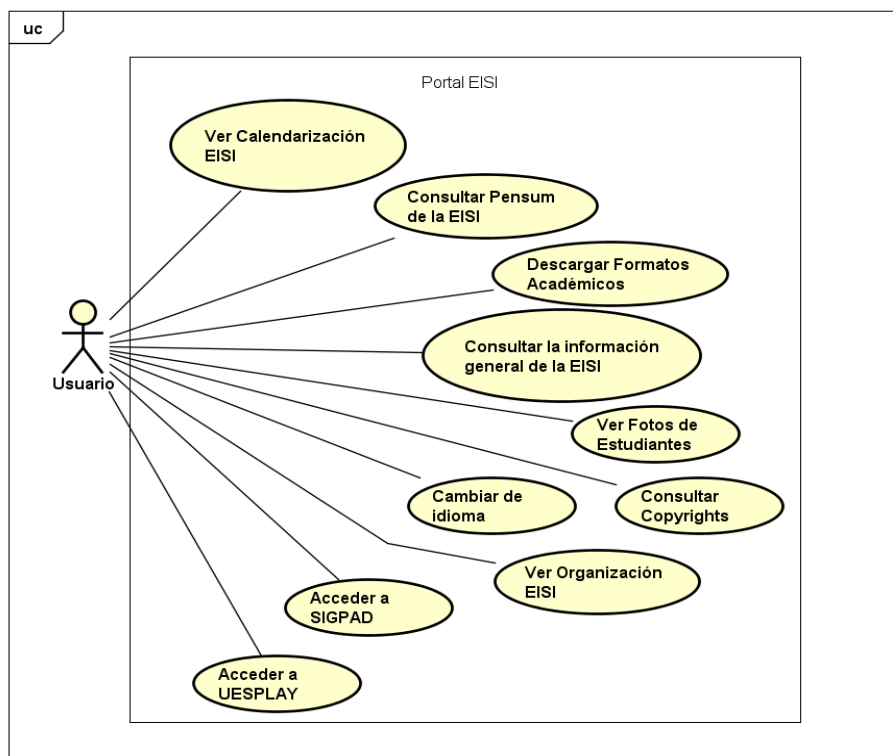 uc
Portal EISI
Ver Calendarización
EISI
Consultar Pensum
de la EISI
Descargar Formatos
Académicos
Consultar la información
general de la EISI
Usuario
Ver Fotos de
Estudiantes
Cambiar de
idioma
Consultar
Copyrights
Ver Organización
EISI
Acceder a
SIGPAD
Acceder a
UESPLAY